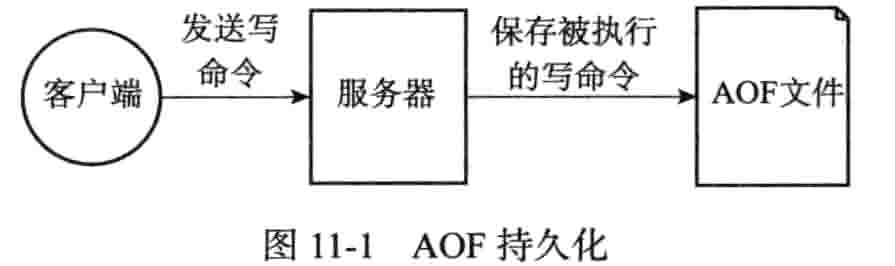 客户端
发送写
命令
服务器
保存被执行
的写命令
AOF文件
图 11-1 AOF 持久化